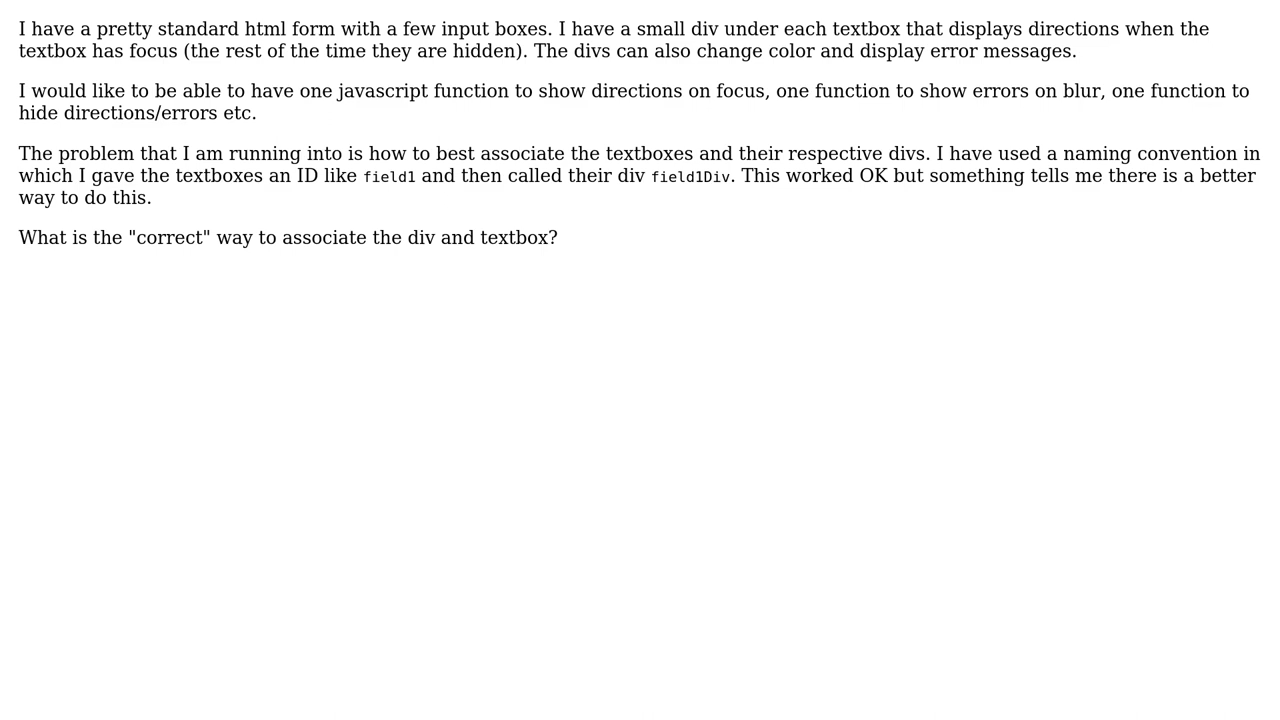 I have a pretty standard html form with a few input boxes. I have a small div under each textbox that displays directions when the
textbox has focus (the rest of the time they are hidden). The divs can also change color and display error messages.
I would like to be able to have one javascript function to show directions on focus, one function to show errors on blur, one function to
hide directions/errors etc.
The problem that I am running into is how to best associate the textboxes and their respective divs. I have used a naming convention in
which I gave the textboxes an ID like field1 and then called their div field1Div. This worked OK but something tells me there is a better
way to do this.
What is the "correct" way to associate the div and textbox?